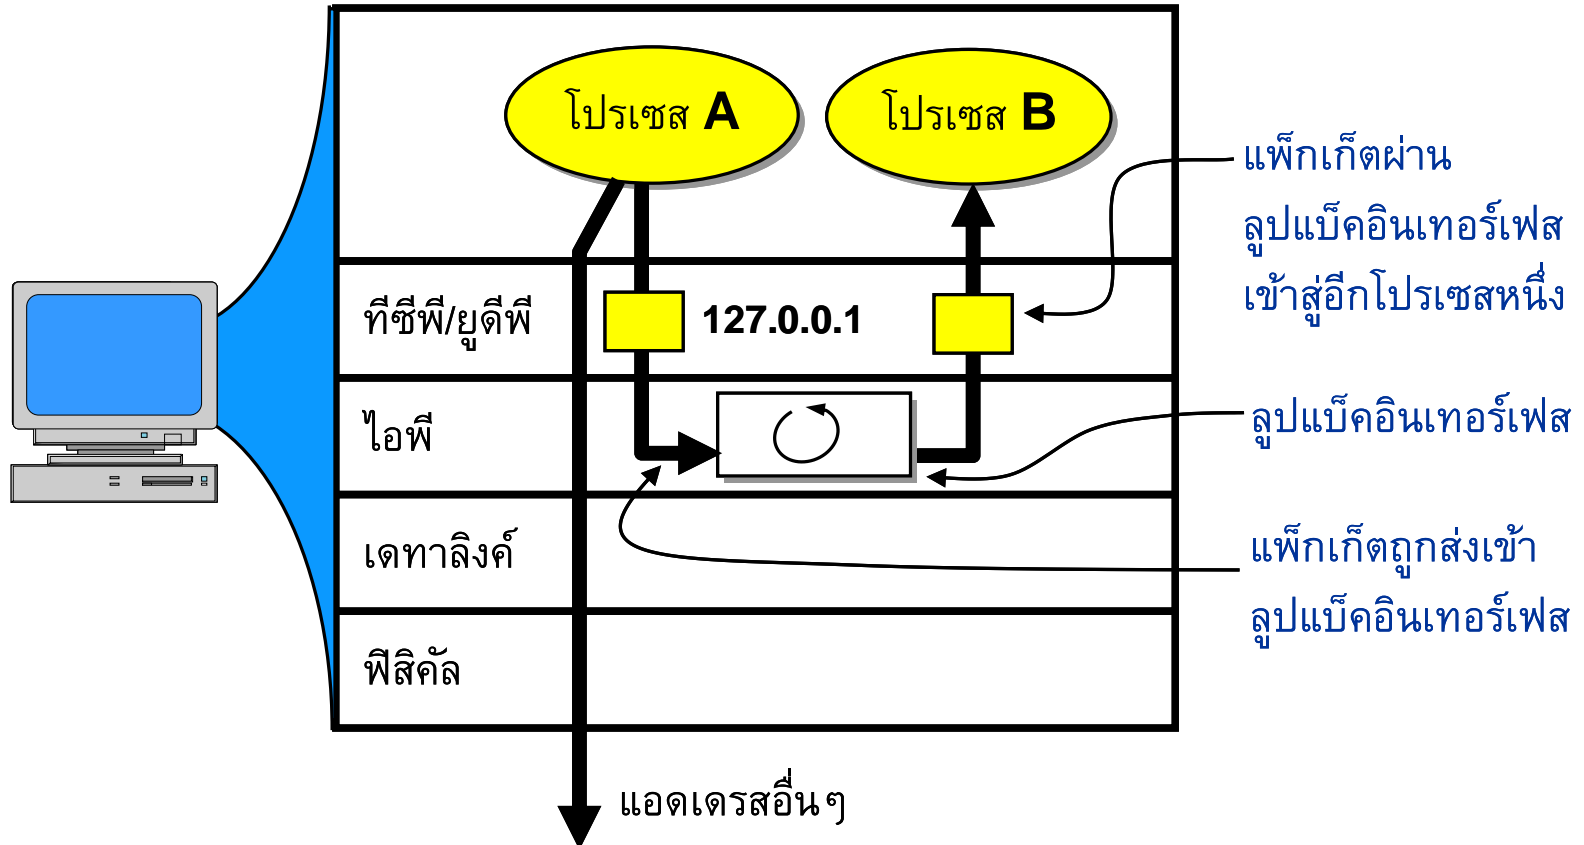 โปรเซส A
โปรเซส B
แพ็กเก็ตผ่าน
ลูปแบ็คอินเทอร์เฟส
เข้าสู่อีกโปรเซสหนึ่ง
ทีซีพี/ยูดีพี
127.0.0.1
ไอพี
ลูปแบ็คอินเทอร์เฟส
เดทาลิงค์
แพ็กเก็ตถูกส่งเข้า
ลูปแบ็คอินเทอร์เฟส
ฟิสิคัล
แอดเดรสอื่นๆ